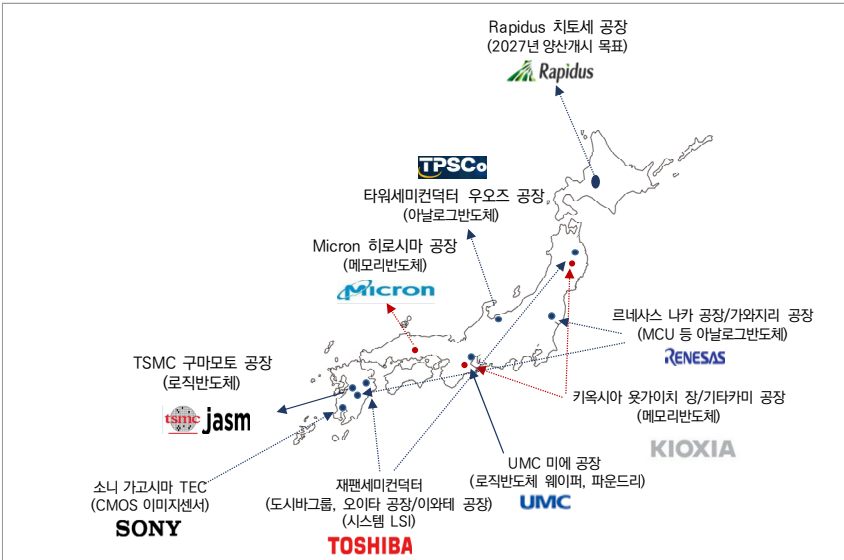 Rapidus 치토세 공장
(2027년 양산개시 목표)
Rapidus
TPSCo
타워세미컨덕터 우오즈 공장
(아날로그반도체)
Micron 히로시마 공장
(메모리반도체)
Micron
르네사스 나카 공장/가와지리 공장
(MCU 등 아날로그반도체)
RENESAS
TSMC 구마모토 공장
(로직반도체)
tsmc jasm
키옥시아 욧가이치 장/기타카미 공장
(메모리반도체)
KIOXIA
UMC 미에 공장
(로직반도체 웨이퍼, 파운드리)
UMC
소니 가고시마 TEC
(CMOS 이미지센서)
SONY
재팬세미컨덕터
(도시바그룹, 오이타 공장/이와테 공장)
(시스템 LSI)
TOSHIBA